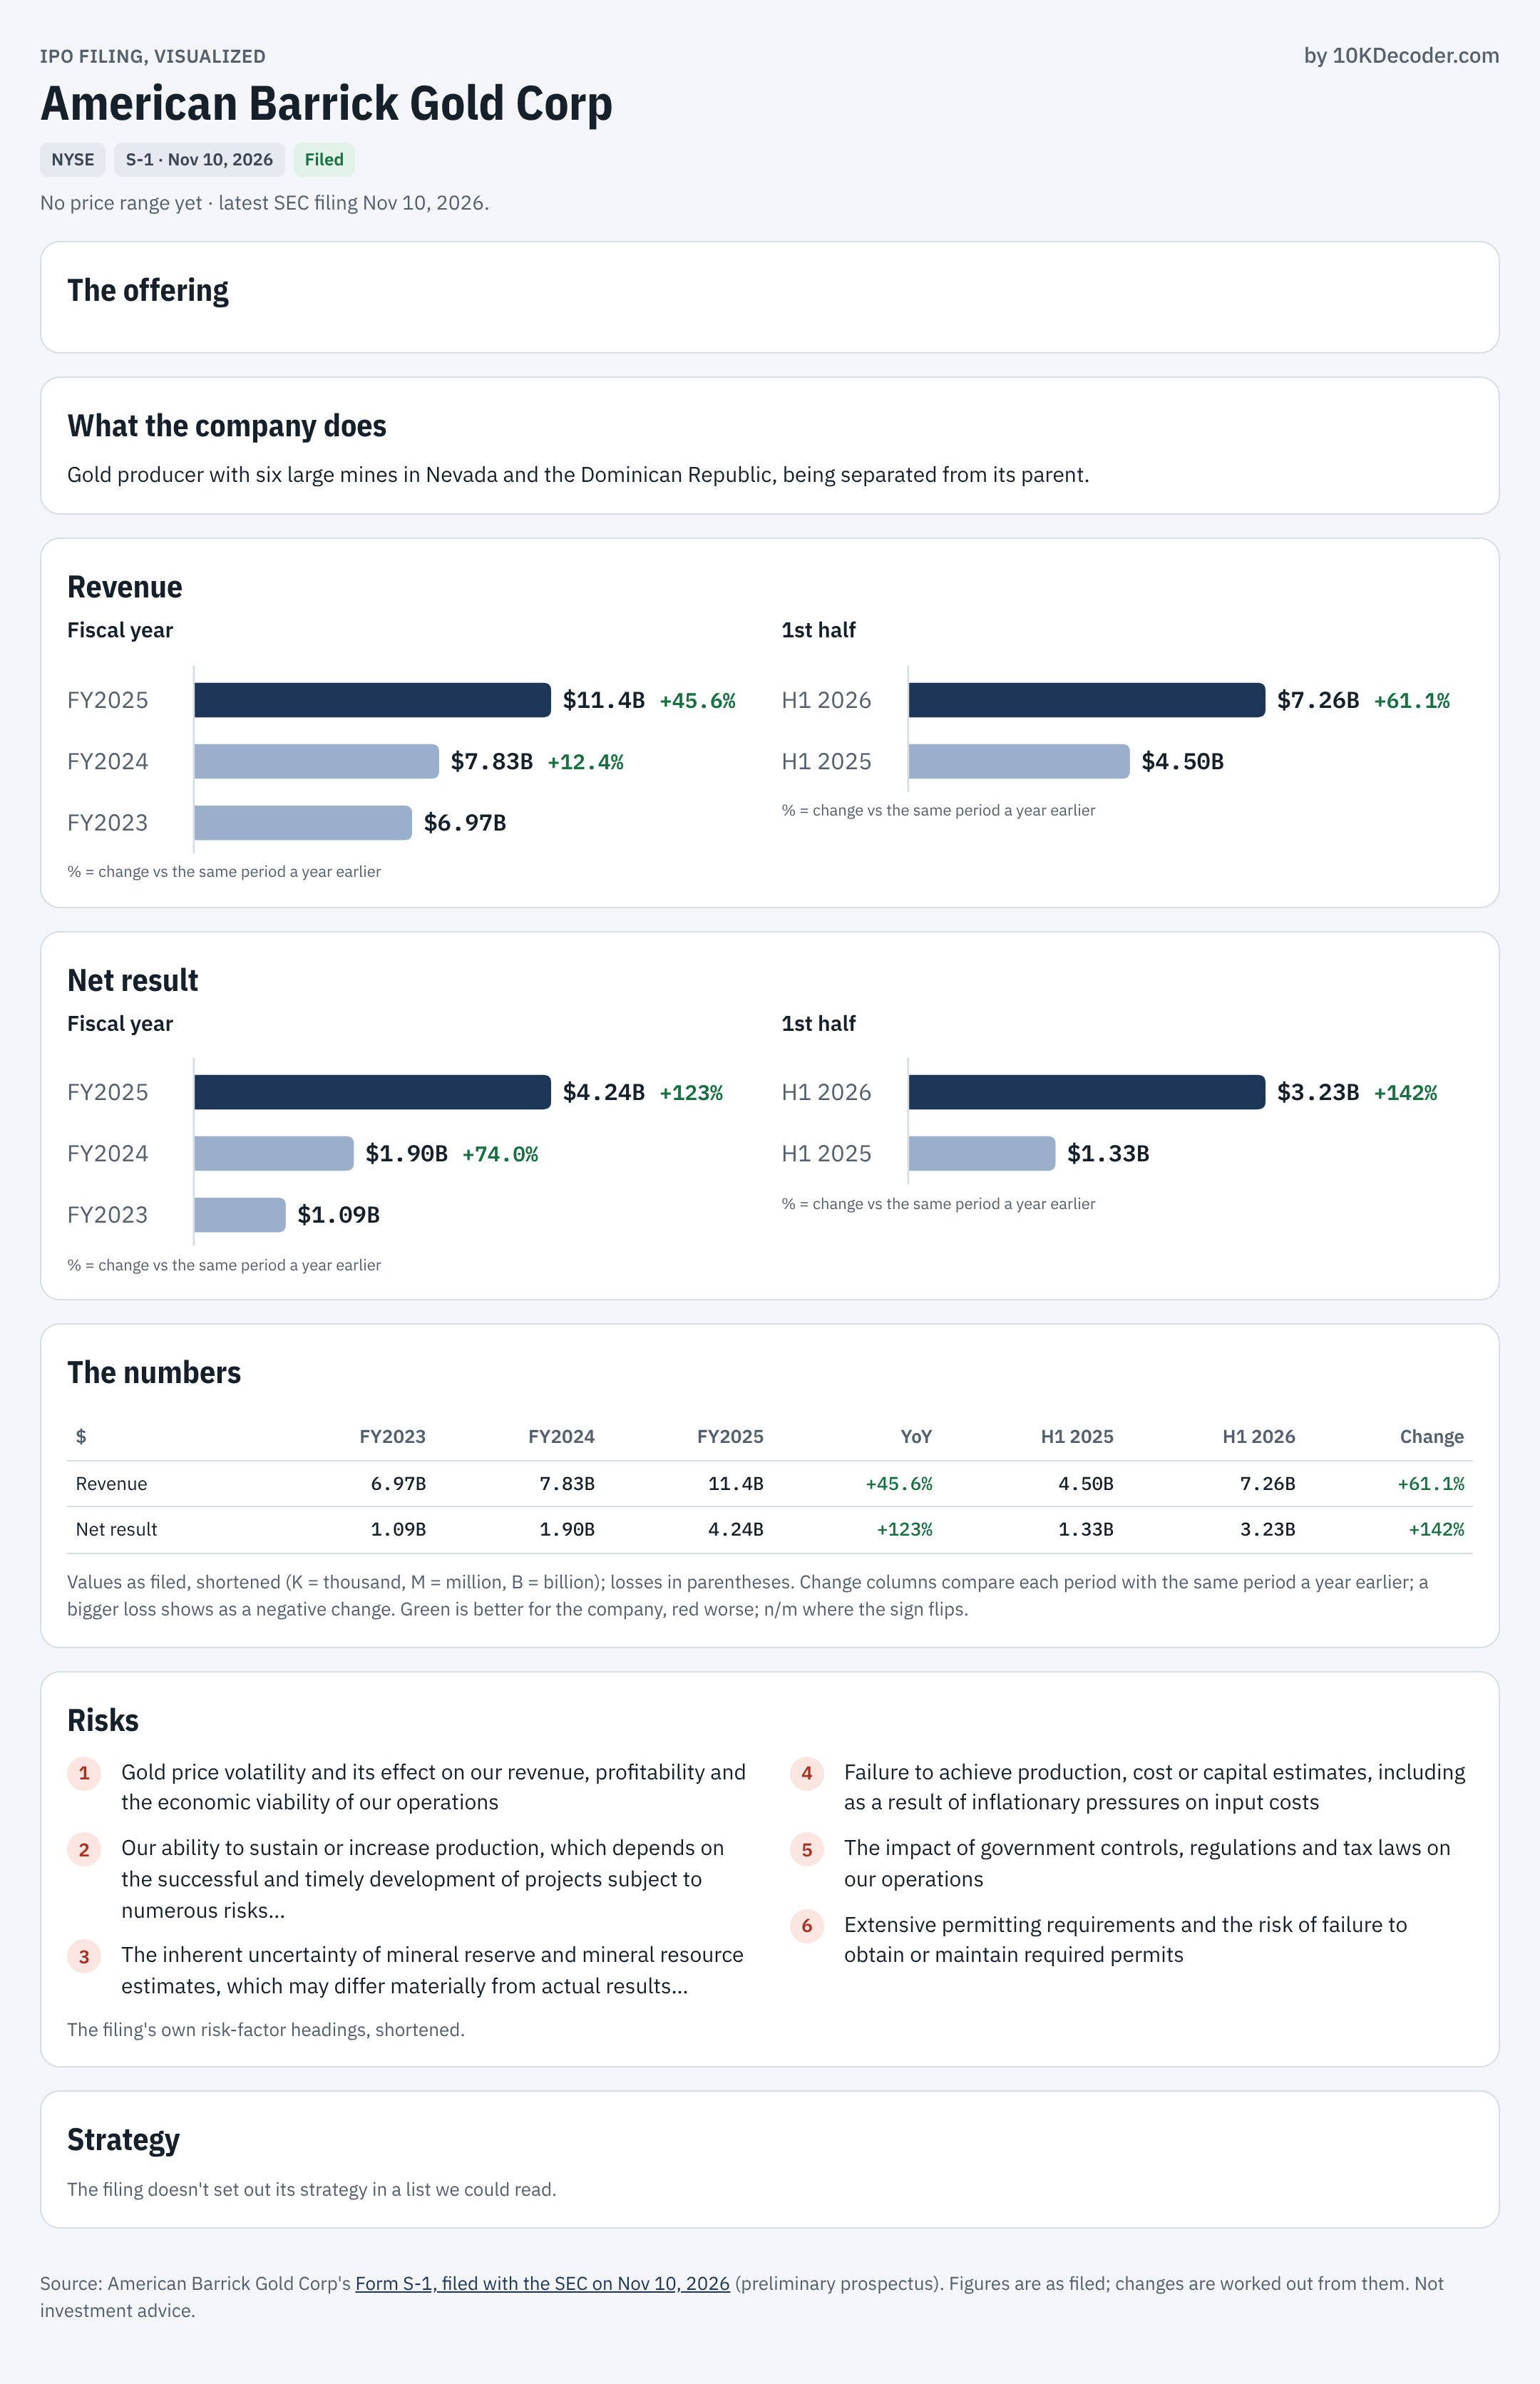 IPO FILING, VISUALIZED
by 10KDecoder.com
American Barrick Gold Corp
NYSE
S-1 · Nov 10, 2026
Filed
No price range yet · latest SEC filing Nov 10, 2026.
The offering
What the company does
Gold producer with six large mines in Nevada and the Dominican Republic, being separated from its parent.
Revenue
Fiscal year
FY2025 $11.4B +45.6%
FY2024 $7.83B +12.4%
FY2023 $6.97B
% = change vs the same period a year earlier
1st half
H1 2026 $7.26B +61.1%
H1 2025 $4.50B
% = change vs the same period a year earlier
Net result
Fiscal year
FY2025 $4.24B +123%
FY2024 $1.90B +74.0%
FY2023 $1.09B
% = change vs the same period a year earlier
1st half
H1 2026 $3.23B +142%
H1 2025 $1.33B
% = change vs the same period a year earlier
The numbers
$ FY2023 FY2024 FY2025 YoY H1 2025 H1 2026 Change
Revenue 6.97B 7.83B 11.4B +45.6% 4.50B 7.26B +61.1%
Net result 1.09B 1.90B 4.24B +123% 1.33B 3.23B +142%
Values as filed, shortened (K = thousand, M = million, B = billion); losses in parentheses. Change columns compare each period with the same period a year earlier; a
bigger loss shows as a negative change. Green is better for the company, red worse; n/m where the sign flips.
Risks
1 Gold price volatility and its effect on our revenue, profitability and
the economic viability of our operations
2 Our ability to sustain or increase production, which depends on
the successful and timely development of projects subject to
numerous risks…
3 The inherent uncertainty of mineral reserve and mineral resource
estimates, which may differ materially from actual results…
4 Failure to achieve production, cost or capital estimates, including
as a result of inflationary pressures on input costs
5 The impact of government controls, regulations and tax laws on
our operations
6 Extensive permitting requirements and the risk of failure to
obtain or maintain required permits
The filing's own risk-factor headings, shortened.
Strategy
The filing doesn't set out its strategy in a list we could read.
Source: American Barrick Gold Corp's Form S-1, filed with the SEC on Nov 10, 2026 (preliminary prospectus). Figures are as filed; changes are worked out from them. Not
investment advice.